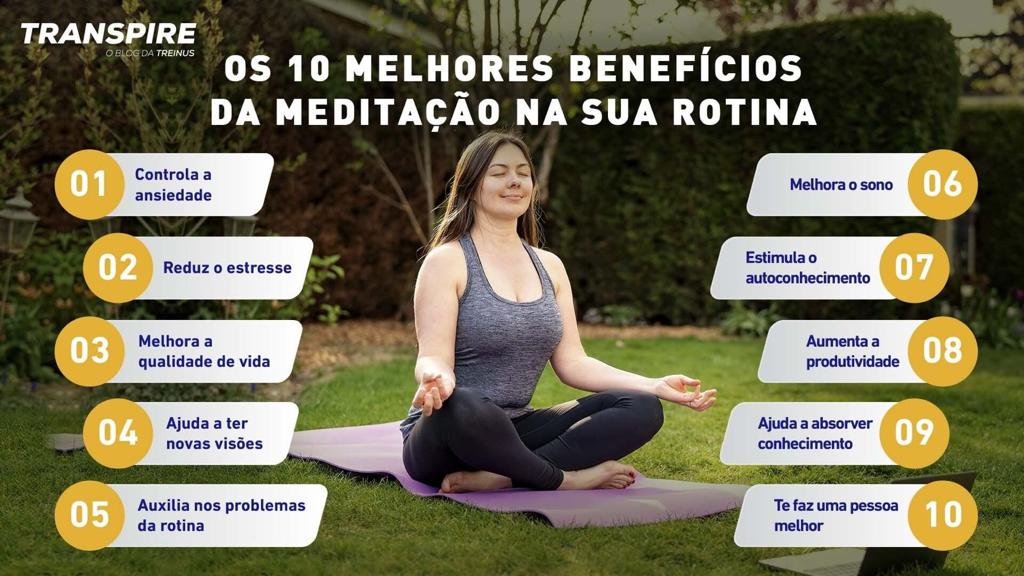 TRANSPIRE
O BLOG DA TREINUS
OS 10 MELHORES BENEFÍCIOS
DA MEDITAÇÃO NA SUA ROTINA
01
Controla a
ansiedade
02
Reduz o estresse
03
Melhora a
qualidade de vida
04
Ajuda a ter
novas visões
05
Auxilia nos problemas
da rotina
06
Melhora o sono
07
Estimula o
autoconhecimento
08
Aumenta a
produtividade
09
Ajuda a absorver
conhecimento
10
Te faz uma pessoa
melhor